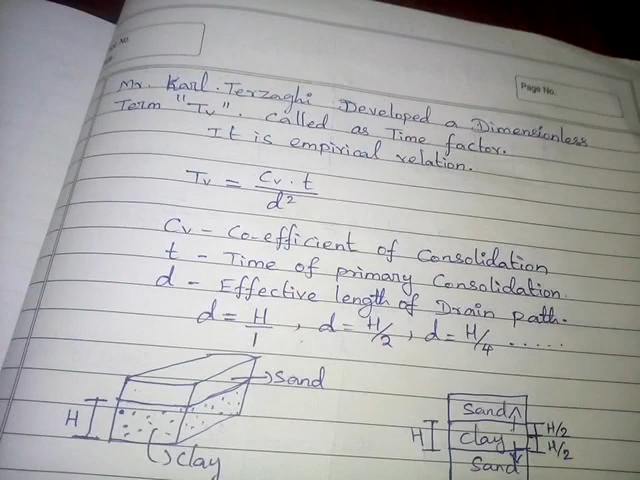 Page No.
Mr. Karl. Terzaghi Developed a Dimensionless
Term "Tv". called as Time factor.
It is empirical relation.
Tv = Cv . t / d²
Cv - Co-efficient of Consolidation
t - Time of primary Consolidation.
d - Effective length of Drain path.
d = H/1 , d = H/2 , d = H/4 .....
Sand
H
clay
Sand
H
clay
H/2
H/2
Sand